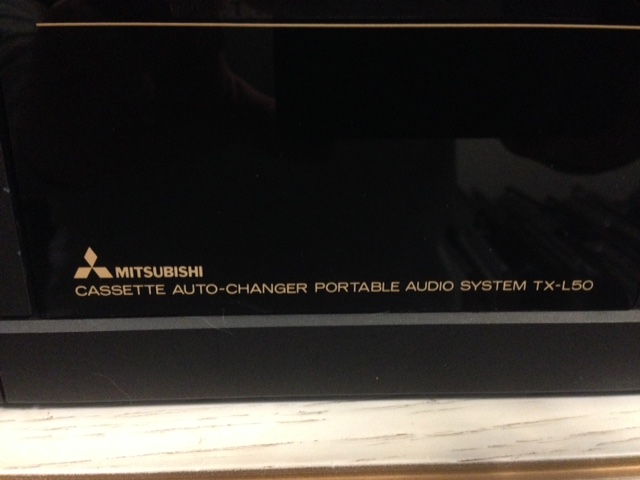 MITSUBISHI
CASSETTE AUTO-CHANGER PORTABLE AUDIO SYSTEM TX-L50